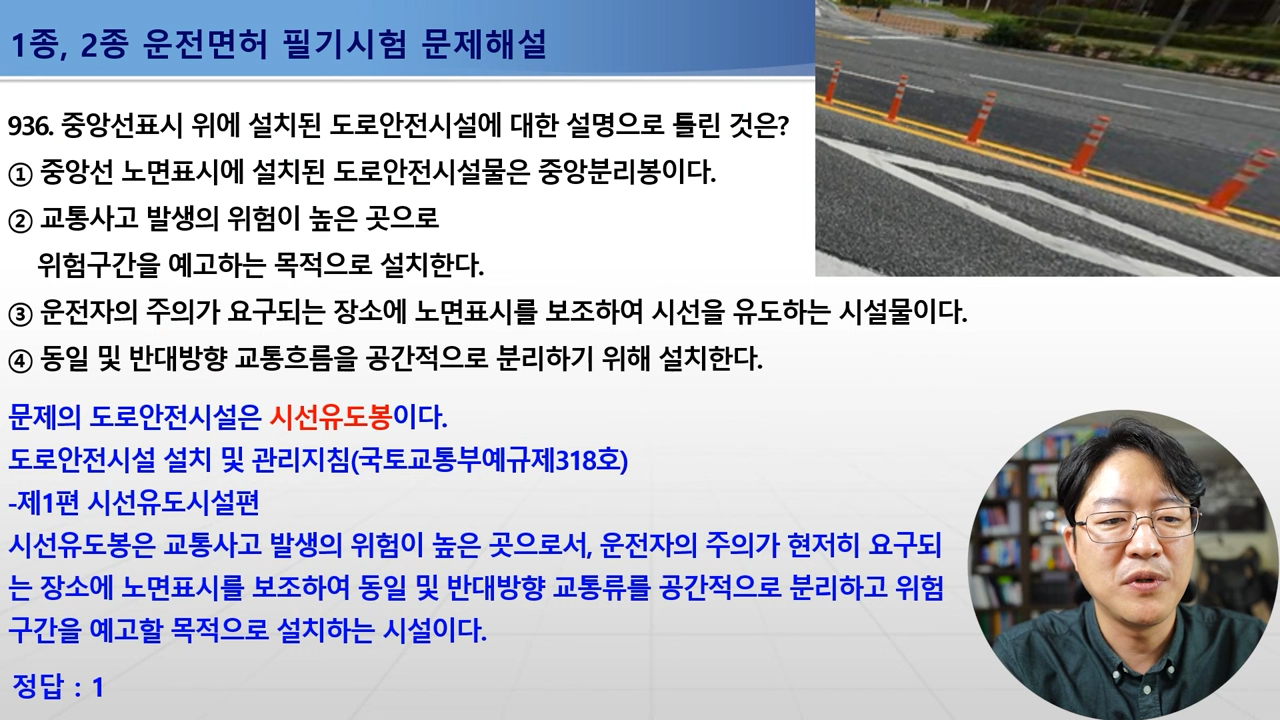 1종, 2종 운전면허 필기시험 문제해설
936. 중앙선표시 위에 설치된 도로안전시설에 대한 설명으로 틀린 것은?
① 중앙선 노면표시에 설치된 도로안전시설물은 중앙분리봉이다.
② 교통사고 발생의 위험이 높은 곳으로
위험구간을 예고하는 목적으로 설치한다.
③ 운전자의 주의가 요구되는 장소에 노면표시를 보조하여 시선을 유도하는 시설물이다.
④ 동일 및 반대방향 교통흐름을 공간적으로 분리하기 위해 설치한다.
문제의 도로안전시설은 시선유도봉이다.
도로안전시설 설치 및 관리지침(국토교통부예규제318호)
-제1편 시선유도시설편
시선유도봉은 교통사고 발생의 위험이 높은 곳으로서, 운전자의 주의가 현저히 요구되
는 장소에 노면표시를 보조하여 동일 및 반대방향 교통류를 공간적으로 분리하고 위험
구간을 예고할 목적으로 설치하는 시설이다.
정답 : 1